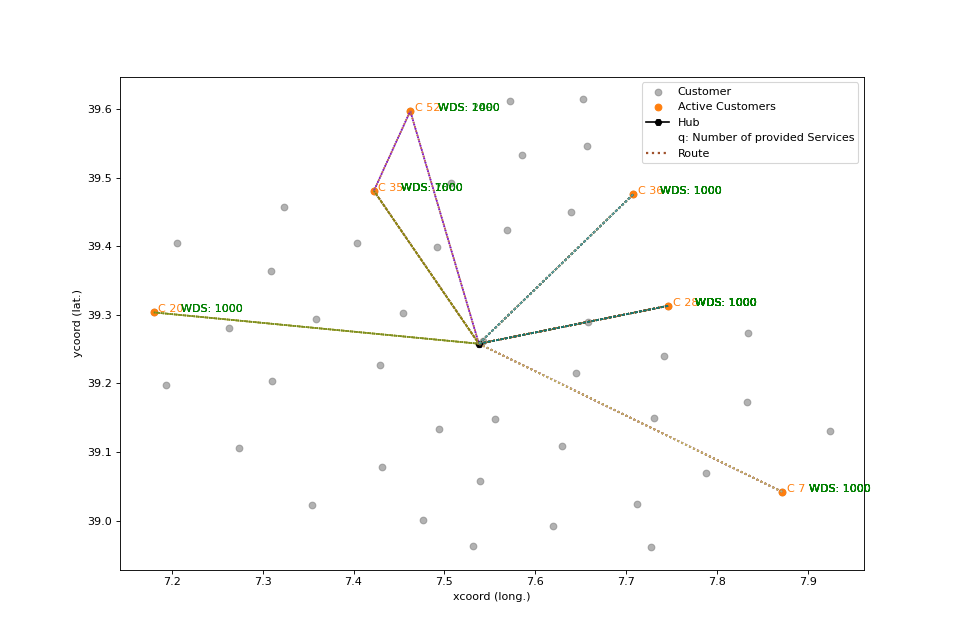 Customer
Active Customers
Hub
q: Number of provided Services
Route
39.6
39.5
39.4
39.3
39.2
39.1
39.0
ycoord (lat.)
C 52 WDS: 1000
C 35 WDS: 1000
C 36 WDS: 1000
C 20 WDS: 1000
C 28 WDS: 1000
C 7 WDS: 1000
7.2 7.3 7.4 7.5 7.6 7.7 7.8 7.9
xcoord (long.)